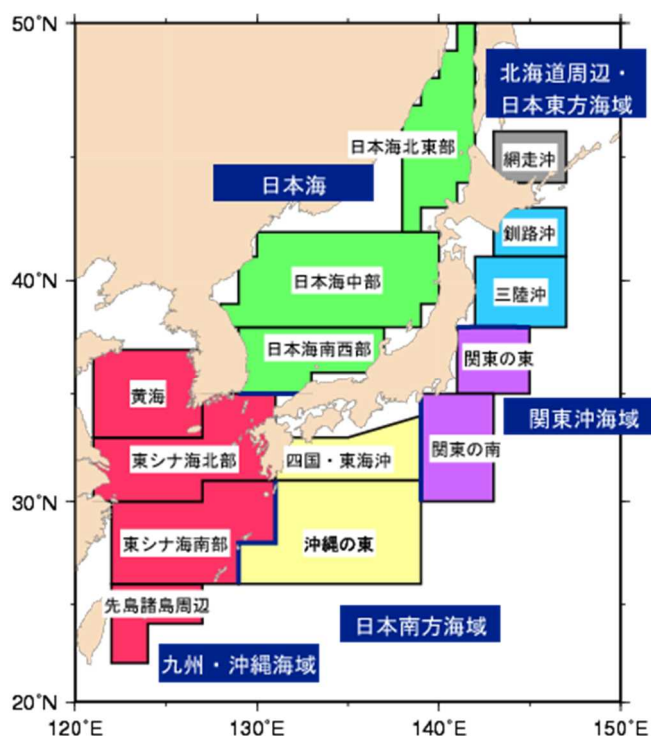 50°N
北海道周辺・
日本東方海域
日本海北東部
網走沖
日本海
釧路沖
40°N
日本海中部
三陸沖
日本海南西部
関東の東
黄海
関東沖海域
東シナ海北部
四国・東海沖
関東の南
30°N
東シナ海南部
沖縄の東
先島諸島周辺
日本南方海域
九州・沖縄海域
20°N
120°E
130°E
140°E
150°E